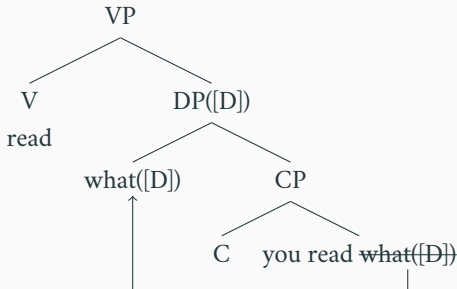 VP
V DP([D])
read
what([D]) CP
C you read what([D])